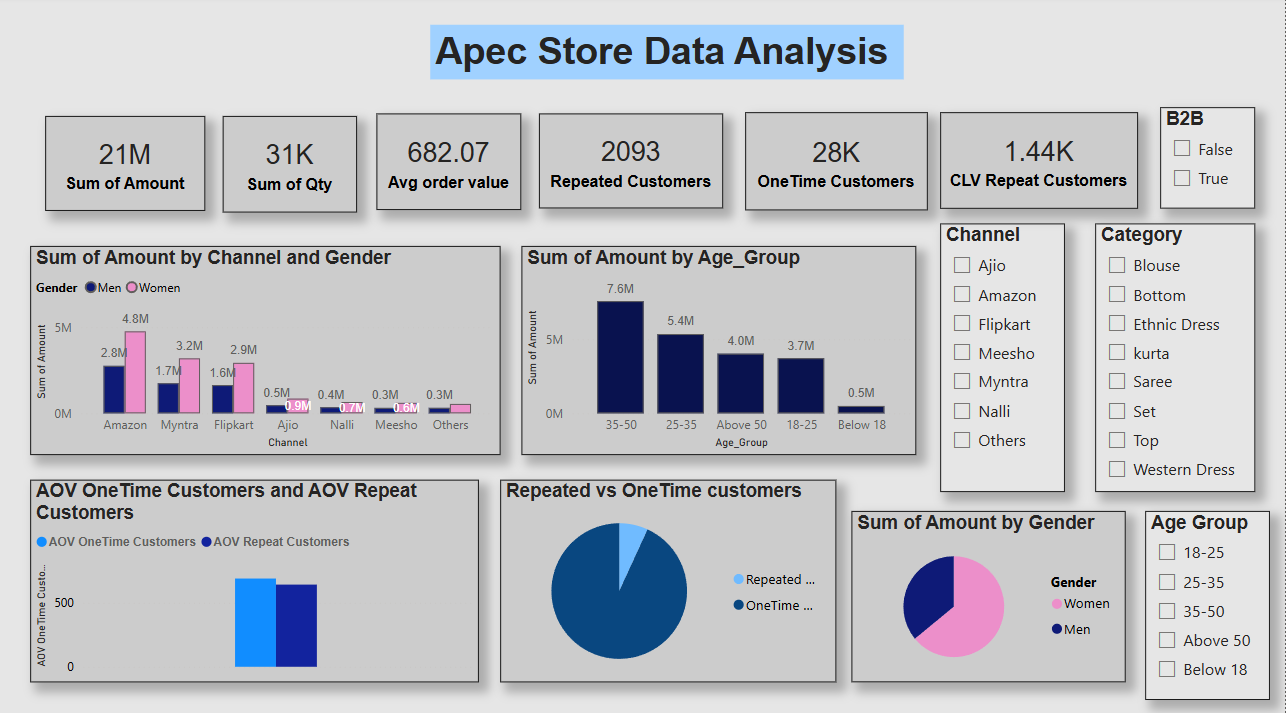 Apec Store Data Analysis
21M
Sum of Amount
31K
Sum of Qty
682.07
Avg order value
2093
Repeated Customers
28K
OneTime Customers
1.44K
CLV Repeat Customers
B2B
False
True
Sum of Amount by Channel and Gender
Gender Men Women
Sum of Amount
5M
0M
2.8M
4.8M
1.7M
3.2M
1.6M
2.9M
0.5M
0.9M
0.4M
0.7M
0.3M
0.6M
0.3M
Amazon Myntra Flipkart Ajio Nalli Meesho Others
Channel
Sum of Amount by Age_Group
Sum of Amount
5M
0M
7.6M
5.4M
4.0M
3.7M
0.5M
35-50 25-35 Above 50 18-25 Below 18
Age_Group
Channel
Ajio
Amazon
Flipkart
Meesho
Myntra
Nalli
Others
Category
Blouse
Bottom
Ethnic Dress
kurta
Saree
Set
Top
Western Dress
AOV OneTime Customers and AOV Repeat
Customers
AOV OneTime Customers AOV Repeat Customers
AOV OneTime Custo...
500
0
Repeated vs OneTime customers
Repeated ...
OneTime ...
Sum of Amount by Gender
Gender
Women
Men
Age Group
18-25
25-35
35-50
Above 50
Below 18